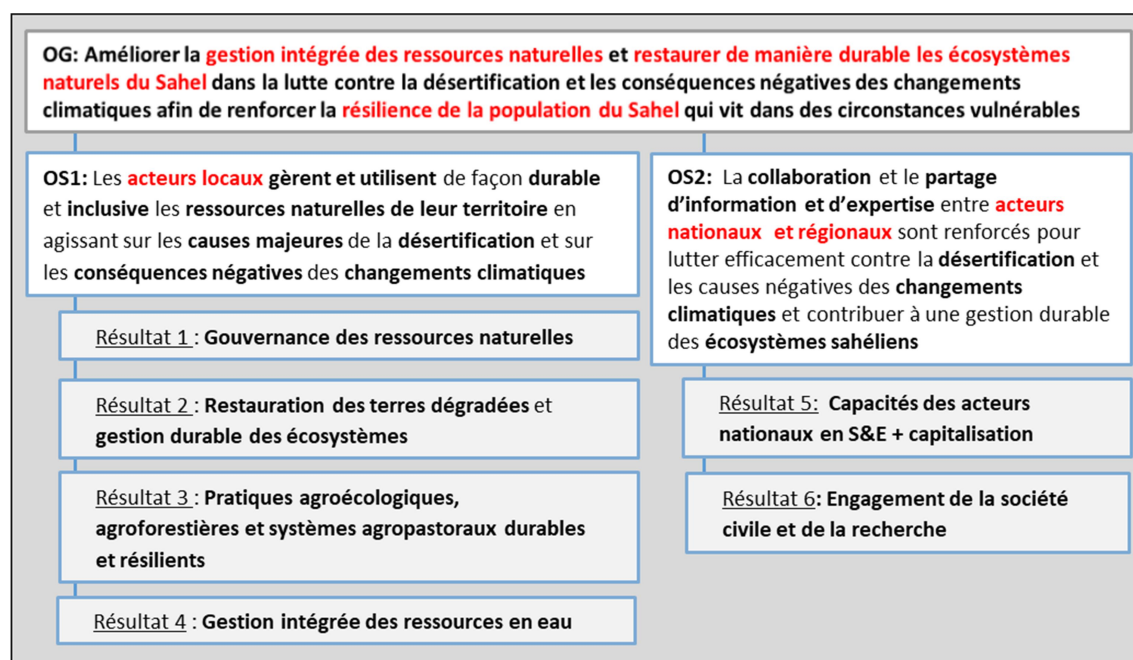 OG: Améliorer la gestion intégrée des ressources naturelles et restaurer de manière durable les écosystèmes
naturels du Sahel dans la lutte contre la désertification et les conséquences négatives des changements
climatiques afin de renforcer la résilience de la population du Sahel qui vit dans des circonstances vulnérables
OS1: Les acteurs locaux gèrent et utilisent de façon durable
et inclusive les ressources naturelles de leur territoire en
agissant sur les causes majeures de la désertification et sur
les conséquences négatives des changements climatiques
Résultat 1 : Gouvernance des ressources naturelles
Résultat 2 : Restauration des terres dégradées et
gestion durable des écosystèmes
Résultat 3 : Pratiques agroécologiques,
agroforestières et systèmes agropastoraux durables
et résilients
Résultat 4 : Gestion intégrée des ressources en eau
OS2: La collaboration et le partage
d’information et d’expertise entre acteurs
nationaux et régionaux sont renforcés pour
lutter efficacement contre la désertification et
les causes négatives des changements
climatiques et contribuer à une gestion durable
des écosystèmes sahéliens
Résultat 5: Capacités des acteurs
nationaux en S&E + capitalisation
Résultat 6: Engagement de la société
civile et de la recherche